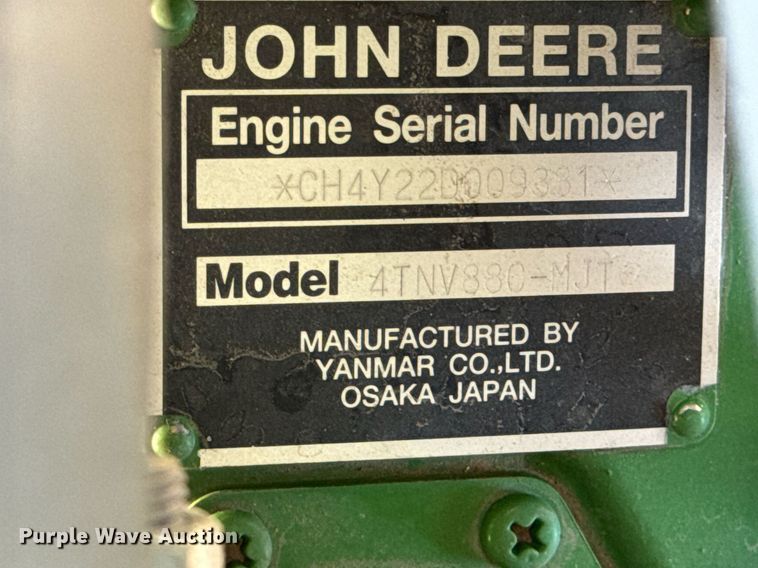 JOHN DEERE
Engine Serial Number
*CH4Y22D009381*
Model 4TNV88C-MJT
MANUFACTURED BY
YANMAR CO.,LTD.
OSAKA JAPAN
Purple Wave Auction